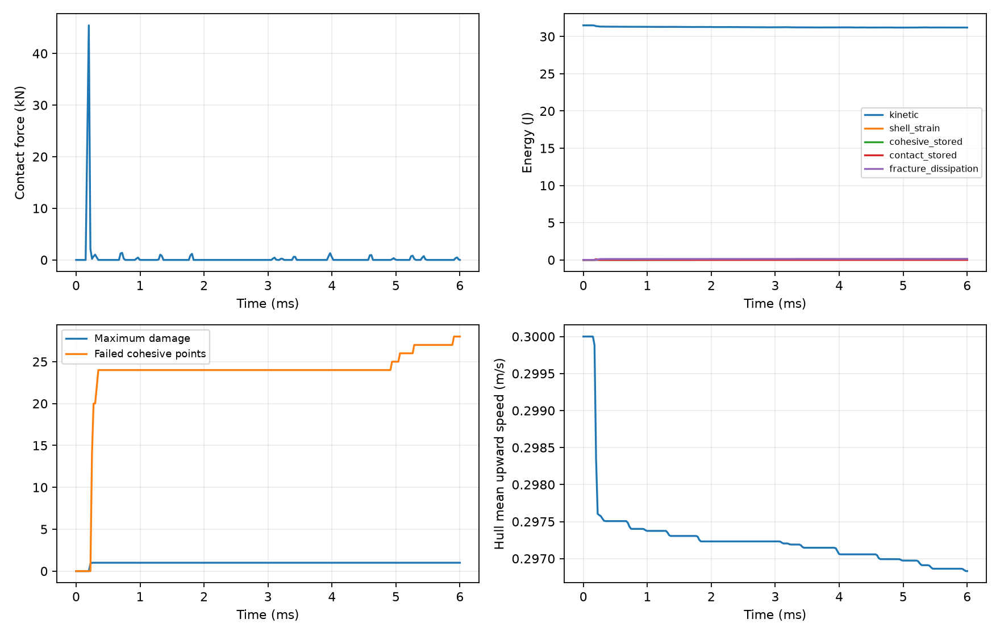 Contact force (kN)
40
30
20
10
0
0 1 2 3 4 5 6
Time (ms)
Energy (J)
30
25
20
15
10
5
0
kinetic
shell_strain
cohesive_stored
contact_stored
fracture_dissipation
0 1 2 3 4 5 6
Time (ms)
Maximum damage
Failed cohesive points
25
20
15
10
5
0
0 1 2 3 4 5 6
Time (ms)
Hull mean upward speed (m/s)
0.3000
0.2995
0.2990
0.2985
0.2980
0.2975
0.2970
0 1 2 3 4 5 6
Time (ms)